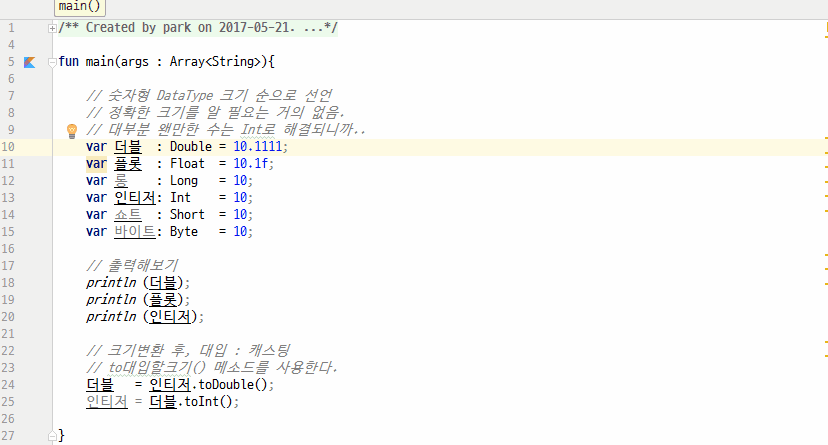 main()
1 /** Created by park on 2017-05-21. ...*/
4
5 fun main(args : Array<String>){
6
7 // 숫자형 DataType 크기 순으로 선언
8 // 정확한 크기를 알 필요는 거의 없음.
9 // 대부분 왠만한 수는 Int로 해결되니까..
10 var 더블 : Double = 10.1111;
11 var 플롯 : Float = 10.1f;
12 var 롱 : Long = 10;
13 var 인티저: Int = 10;
14 var 쇼트 : Short = 10;
15 var 바이트: Byte = 10;
16
17 // 출력해보기
18 println (더블);
19 println (플롯);
20 println (인티저);
21
22 // 크기변환 후, 대입 : 캐스팅
23 // to대입할크기() 메소드를 사용한다.
24 더블 = 인티저.toDouble();
25 인티저 = 더블.toInt();
26
27 }